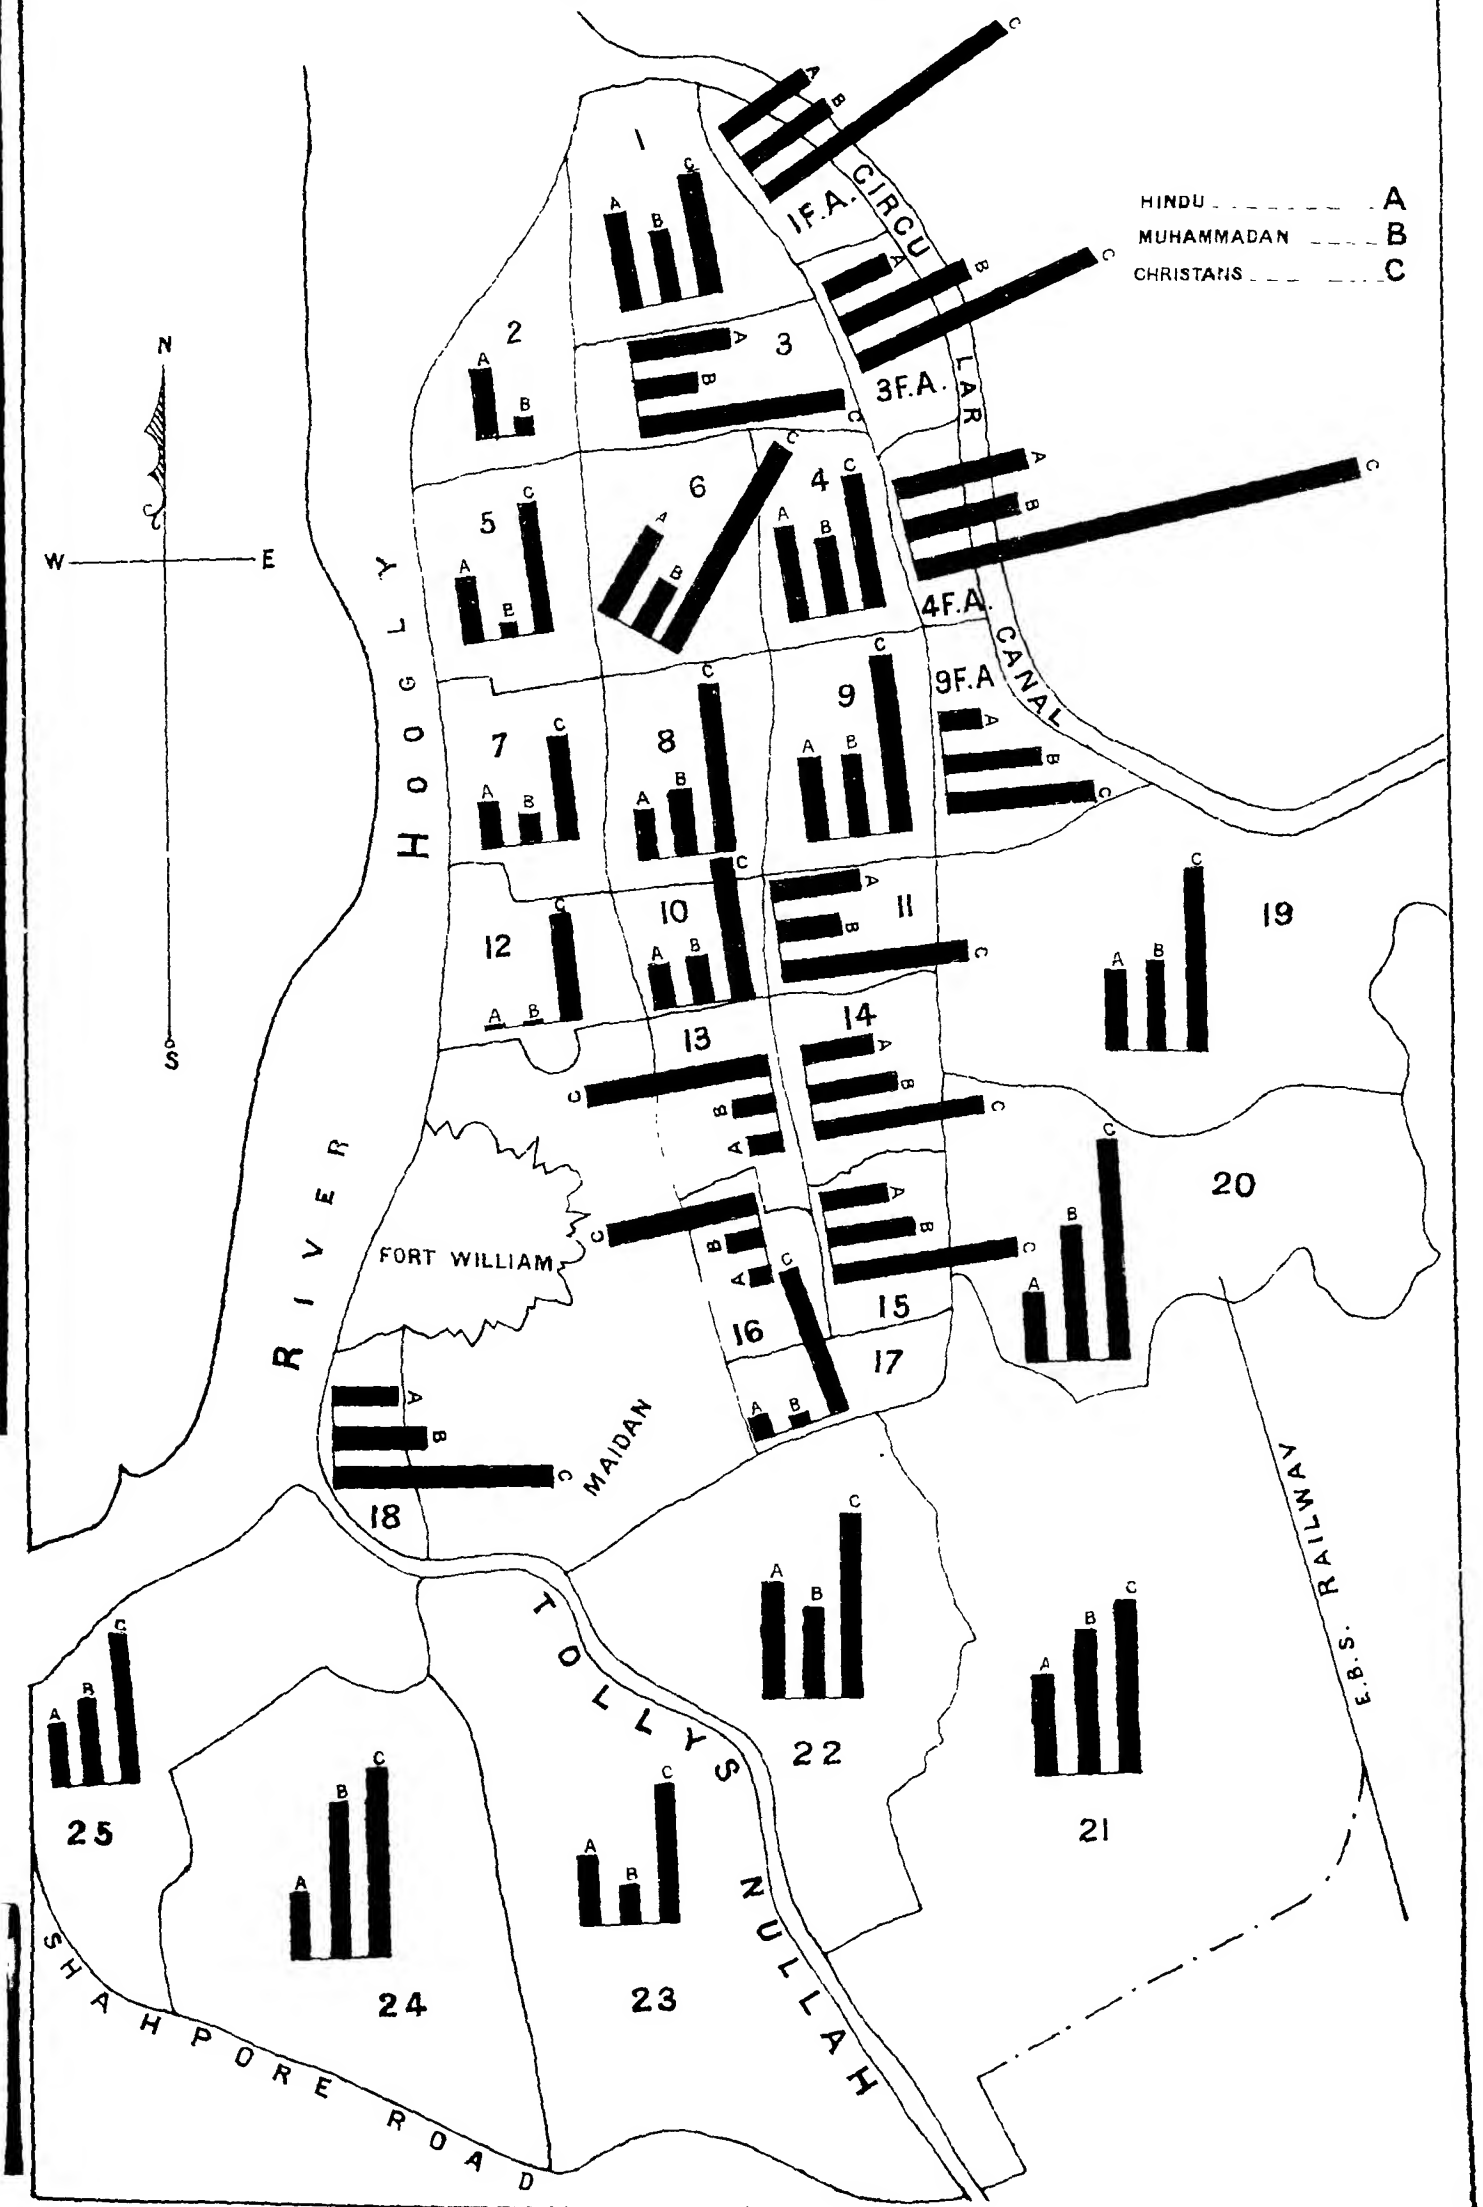 HINDU A
MUHAMMADAN B
CHRISTANS C
N
W E
S
CIRCULAR CANAL
HOOGLY
RIVER
FORT WILLIAM
MAIDAN
TOLLYS NULLAH
E.B.S. RAILWAY
SHAHPORE ROAD
1 A B C
1F.A. A B C
2 A B
3 A B C
3F.A. A B C
4 A B C
4F.A. A B C
5 A B C
6 A B C
7 A B C
8 A B C
9 A B C
9F.A A B C
10 A B C
11 A B C
12 A B C
13 C B A
14 A B C
15 A B C
16 C B A
17 A B C
18 A B C
19 A B C
20 A B C
21 A B C
22 A B C
23 A B C
24 A B C
25 A B C